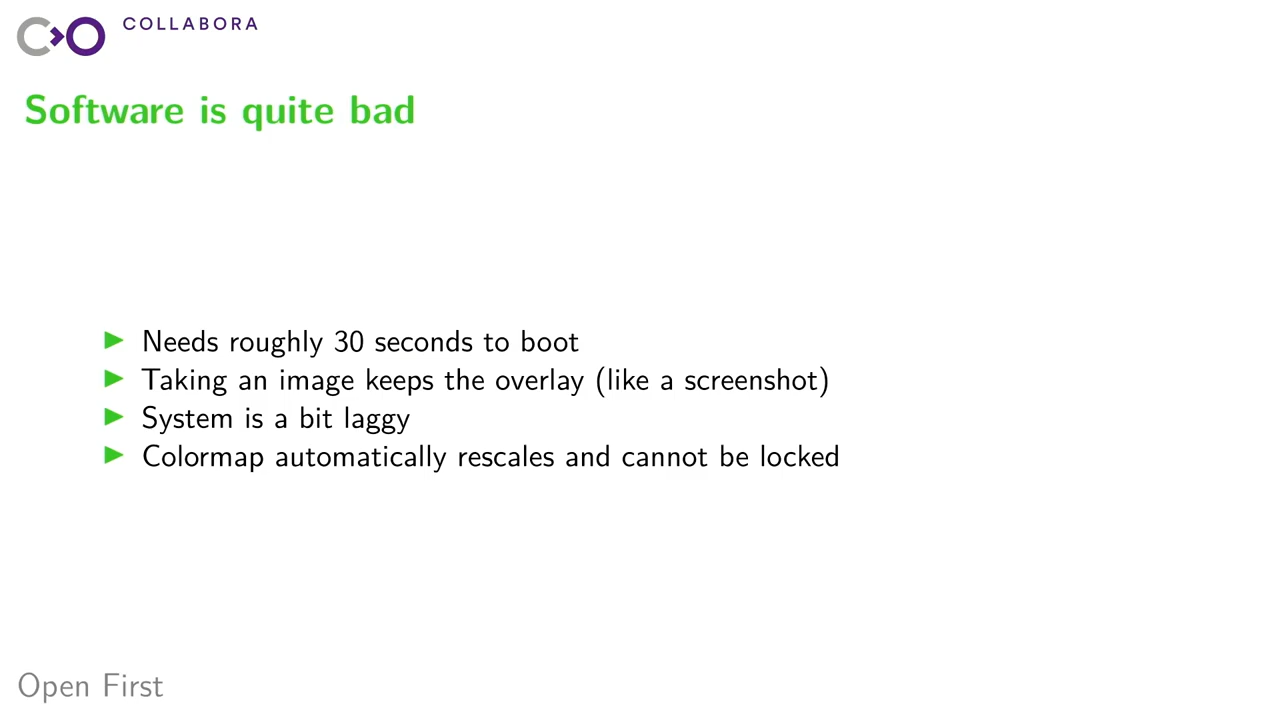 COLLABORA
Software is quite bad
Needs roughly 30 seconds to boot
Taking an image keeps the overlay (like a screenshot)
System is a bit laggy
Colormap automatically rescales and cannot be locked
Open First